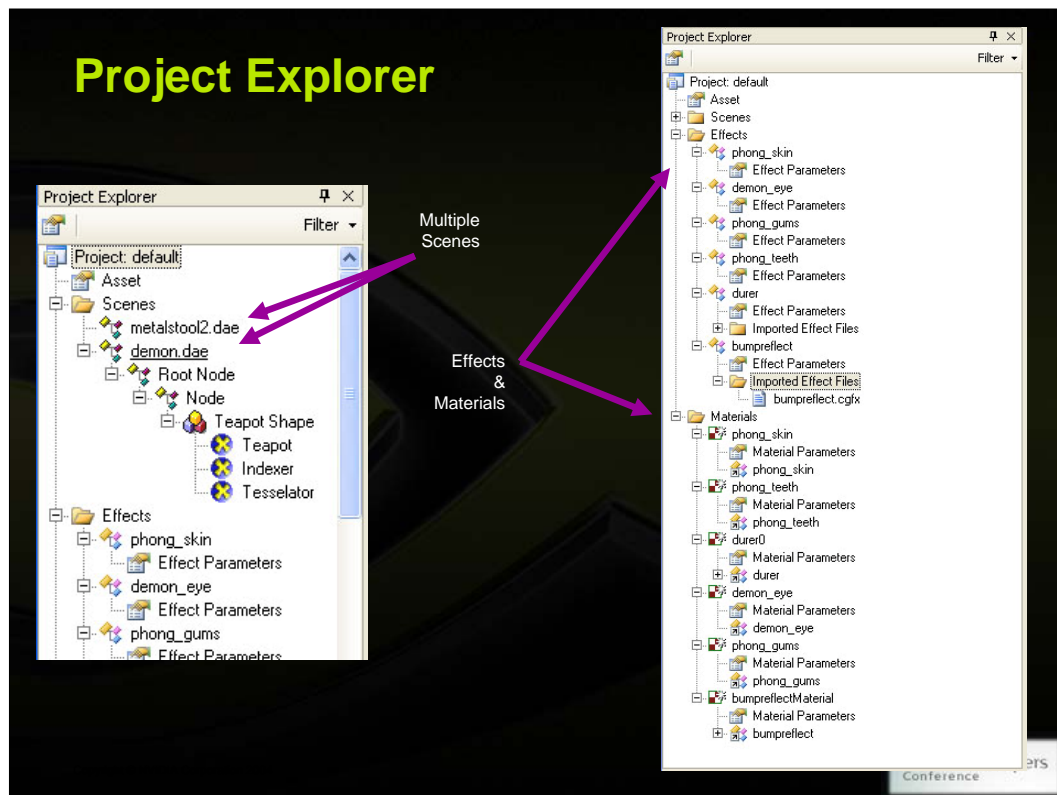 Project Explorer
Project Explorer
Filter
Project: default
Asset
Scenes
metalstool2.dae
demon.dae
Root Node
Node
Teapot Shape
Teapot
Indexer
Tesselator
Effects
phong_skin
Effect Parameters
demon_eye
Effect Parameters
phong_gums
Effect Parameters
Multiple
Scenes
Effects
&
Materials
Project Explorer
Filter
Project: default
Asset
Scenes
Effects
phong_skin
Effect Parameters
demon_eye
Effect Parameters
phong_gums
Effect Parameters
phong_teeth
Effect Parameters
durer
Effect Parameters
Imported Effect Files
bumpreflect
Effect Parameters
Imported Effect Files
bumpreflect.cgfx
Materials
phong_skin
Material Parameters
phong_skin
phong_teeth
Material Parameters
phong_teeth
durer0
Material Parameters
durer
demon_eye
Material Parameters
demon_eye
phong_gums
Material Parameters
phong_gums
bumpreflectMaterial
Material Parameters
bumpreflect
ers
Conference